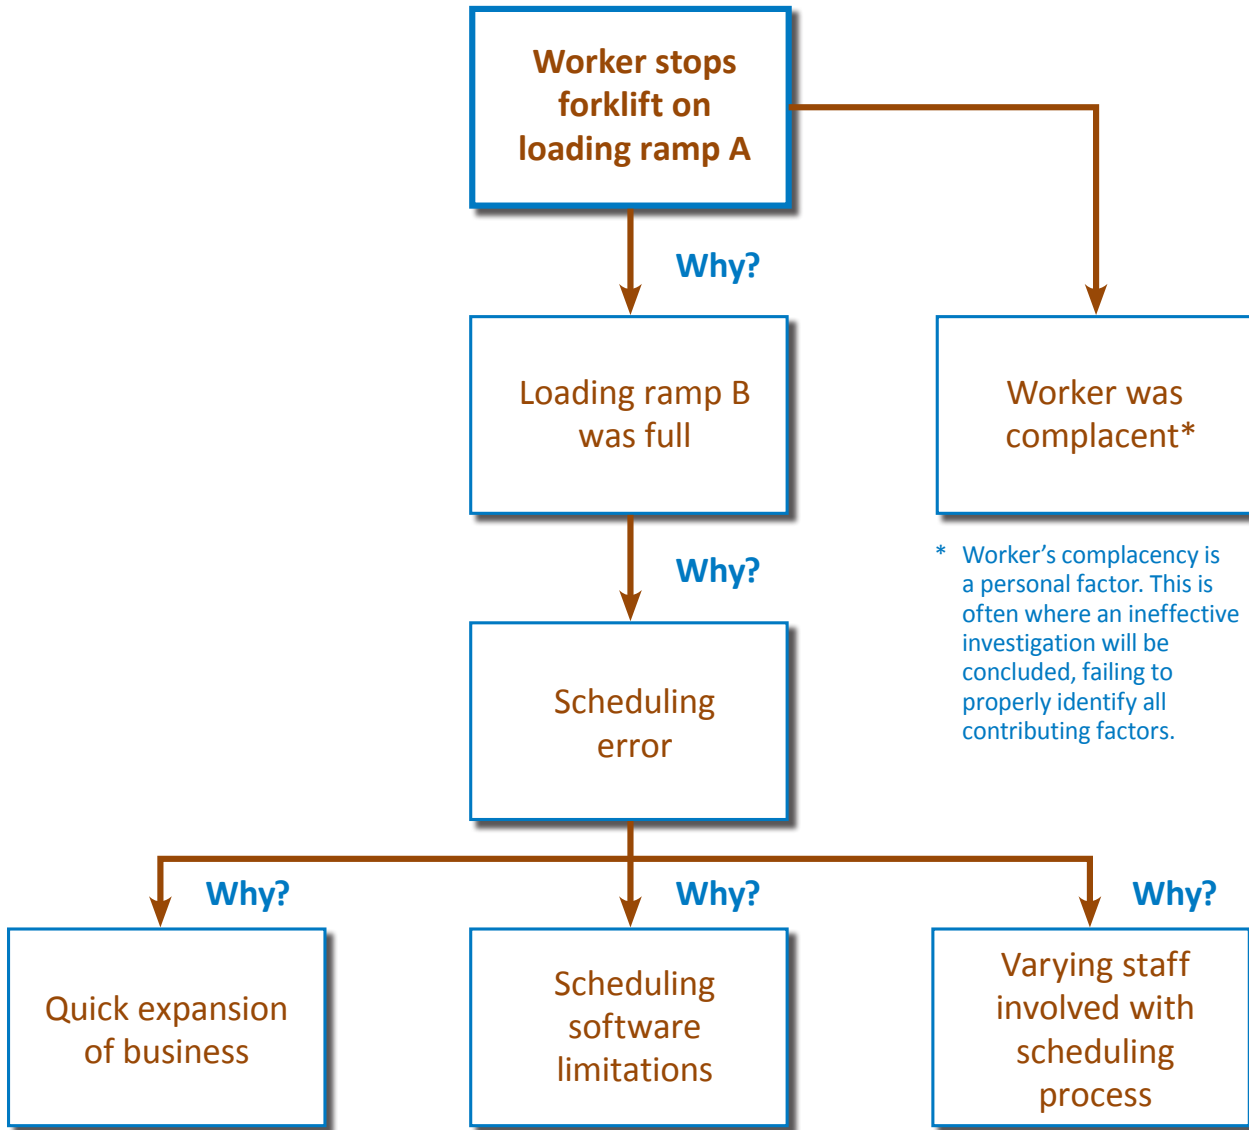 Worker stops
forklift on
loading ramp A
Why?
Loading ramp B
was full
Worker was
complacent*
Why?
* Worker’s complacency is
a personal factor. This is
often where an ineffective
investigation will be
concluded, failing to
properly identify all
contributing factors.
Scheduling
error
Why?
Why?
Why?
Quick expansion
of business
Scheduling
software
limitations
Varying staff
involved with
scheduling
process